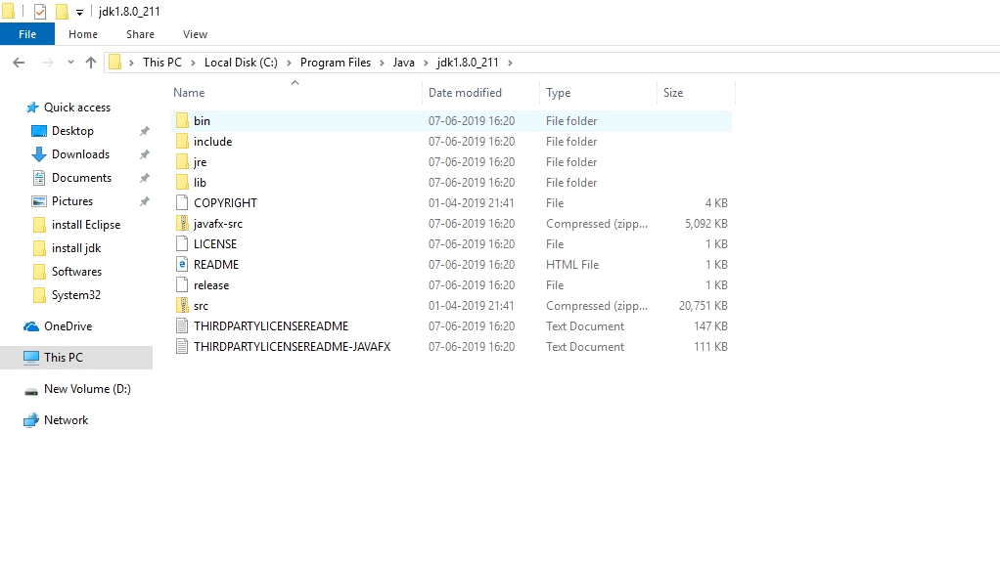 jdk1.8.0_211
File Home Share View
This PC > Local Disk (C:) > Program Files > Java > jdk1.8.0_211 >
Name Date modified Type Size
Quick access
Desktop
Downloads
Documents
Pictures
install Eclipse
install jdk
Softwares
System32
OneDrive
This PC
New Volume (D:)
Network
bin 07-06-2019 16:20 File folder
include 07-06-2019 16:20 File folder
jre 07-06-2019 16:20 File folder
lib 07-06-2019 16:20 File folder
COPYRIGHT 01-04-2019 21:41 File 4 KB
javafx-src 07-06-2019 16:20 Compressed (zipp... 5,092 KB
LICENSE 07-06-2019 16:20 File 1 KB
README 07-06-2019 16:20 HTML File 1 KB
release 07-06-2019 16:20 File 1 KB
src 01-04-2019 21:41 Compressed (zipp... 20,751 KB
THIRDPARTYLICENSEREADME 07-06-2019 16:20 Text Document 147 KB
THIRDPARTYLICENSEREADME-JAVAFX 07-06-2019 16:20 Text Document 111 KB